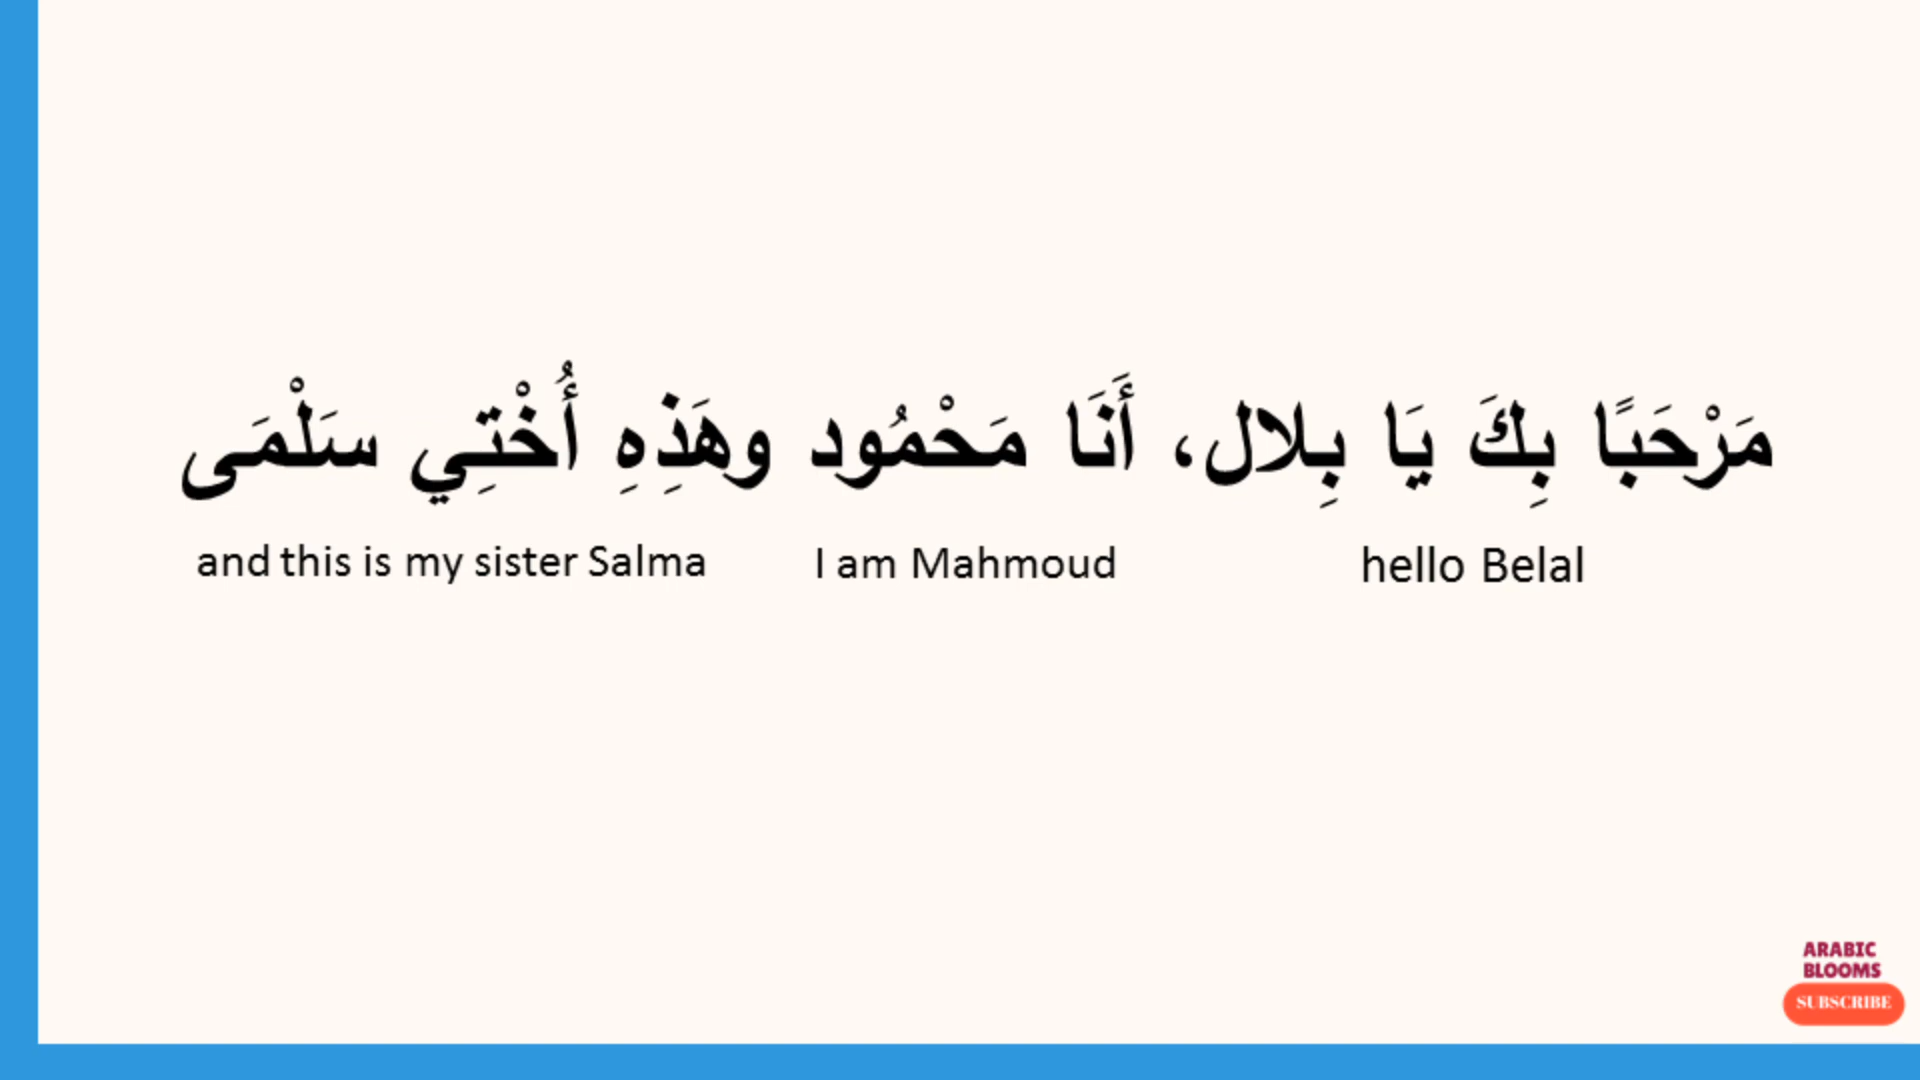 مَرْحَبًا بِكَ يَا بِلال، أَنَا مَحْمُود وهَذِهِ أُخْتِي سَلْمَى
hello Belal
I am Mahmoud
and this is my sister Salma
ARABIC
BLOOMS
SUBSCRIBE